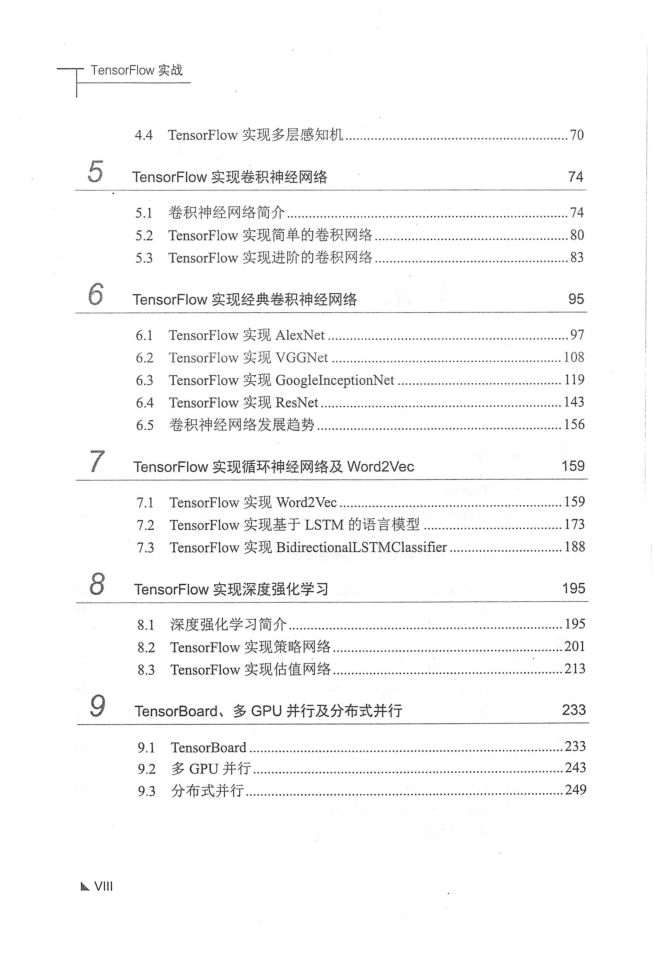 TensorFlow 实战
4.4 TensorFlow 实现多层感知机 70
5 TensorFlow 实现卷积神经网络 74
5.1 卷积神经网络简介 74
5.2 TensorFlow 实现简单的卷积网络 80
5.3 TensorFlow 实现进阶的卷积网络 83
6 TensorFlow 实现经典卷积神经网络 95
6.1 TensorFlow 实现 AlexNet 97
6.2 TensorFlow 实现 VGGNet 108
6.3 TensorFlow 实现 GoogleInceptionNet 119
6.4 TensorFlow 实现 ResNet 143
6.5 卷积神经网络发展趋势 156
7 TensorFlow 实现循环神经网络及 Word2Vec 159
7.1 TensorFlow 实现 Word2Vec 159
7.2 TensorFlow 实现基于 LSTM 的语言模型 173
7.3 TensorFlow 实现 BidirectionalLSTMClassifier 188
8 TensorFlow 实现深度强化学习 195
8.1 深度强化学习简介 195
8.2 TensorFlow 实现策略网络 201
8.3 TensorFlow 实现估值网络 213
9 TensorBoard、多 GPU 并行及分布式并行 233
9.1 TensorBoard 233
9.2 多 GPU 并行 243
9.3 分布式并行 249
VIII